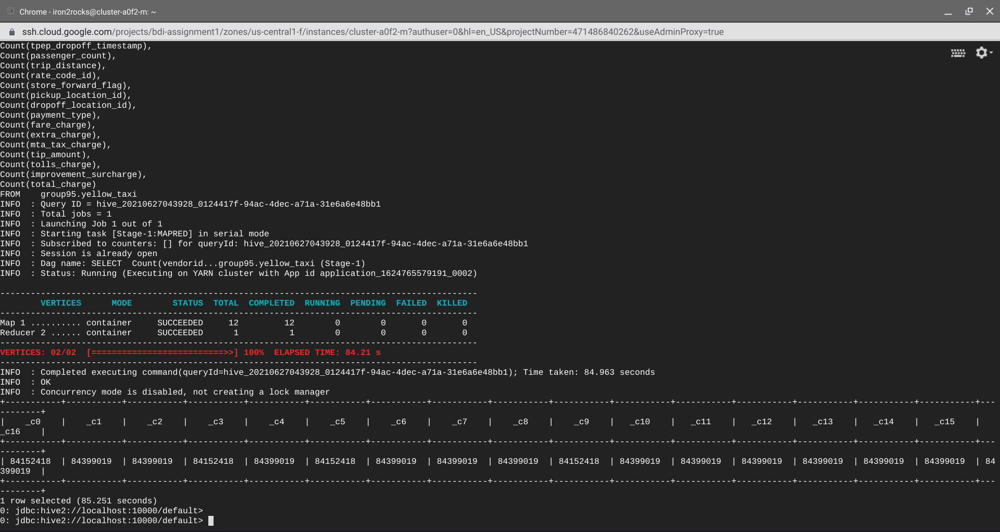 Chrome - iron2rocks@cluster-a0f2-m: ~
ssh.cloud.google.com/projects/bdi-assignment1/zones/us-central1-f/instances/cluster-a0f2-m?authuser=0&hl=en_US&projectNumber=471486840262&useAdminProxy=true
Count(tpep_dropoff_timestamp),
Count(passenger_count),
Count(trip_distance),
Count(rate_code_id),
Count(store_forward_flag),
Count(pickup_location_id),
Count(dropoff_location_id),
Count(payment_type),
Count(fare_charge),
Count(extra_charge),
Count(mta_tax_charge),
Count(tip_amount),
Count(tolls_charge),
Count(improvement_surcharge),
Count(total_charge)
FROM    group95.yellow_taxi
INFO  : Query ID = hive_20210627043928_0124417f-94ac-4dec-a71a-31e6a6e48bb1
INFO  : Total jobs = 1
INFO  : Launching Job 1 out of 1
INFO  : Starting task [Stage-1:MAPRED] in serial mode
INFO  : Subscribed to counters: [] for queryId: hive_20210627043928_0124417f-94ac-4dec-a71a-31e6a6e48bb1
INFO  : Session is already open
INFO  : Dag name: SELECT  Count(vendorid...group95.yellow_taxi (Stage-1)
INFO  : Status: Running (Executing on YARN cluster with App id application_1624765579191_0002)
----------------------------------------------------------------------------------------------
        VERTICES      MODE        STATUS  TOTAL  COMPLETED  RUNNING  PENDING  FAILED  KILLED
----------------------------------------------------------------------------------------------
Map 1 .......... container     SUCCEEDED     12         12        0        0       0       0
Reducer 2 ...... container     SUCCEEDED      1          1        0        0       0       0
----------------------------------------------------------------------------------------------
VERTICES: 02/02  [==========================>>] 100%  ELAPSED TIME: 84.21 s
----------------------------------------------------------------------------------------------
INFO  : Completed executing command(queryId=hive_20210627043928_0124417f-94ac-4dec-a71a-31e6a6e48bb1); Time taken: 84.963 seconds
INFO  : OK
INFO  : Concurrency mode is disabled, not creating a lock manager
+-----------+-----------+-----------+-----------+-----------+-----------+-----------+-----------+-----------+-----------+-----------+-----------+-----------+-----------+-----------+-----------+---
--------+
|    _c0    |    _c1    |    _c2    |    _c3    |    _c4    |    _c5    |    _c6    |    _c7    |    _c8    |    _c9    |   _c10    |   _c11    |   _c12    |   _c13    |   _c14    |   _c15    |
_c16    |
+-----------+-----------+-----------+-----------+-----------+-----------+-----------+-----------+-----------+-----------+-----------+-----------+-----------+-----------+-----------+-----------+---
--------+
| 84152418  | 84399019  | 84399019  | 84152418  | 84399019  | 84152418  | 84399019  | 84399019  | 84399019  | 84152418  | 84399019  | 84399019  | 84399019  | 84399019  | 84399019  | 84399019  | 84
399019  |
+-----------+-----------+-----------+-----------+-----------+-----------+-----------+-----------+-----------+-----------+-----------+-----------+-----------+-----------+-----------+-----------+---
--------+
1 row selected (85.251 seconds)
0: jdbc:hive2://localhost:10000/default>
0: jdbc:hive2://localhost:10000/default>